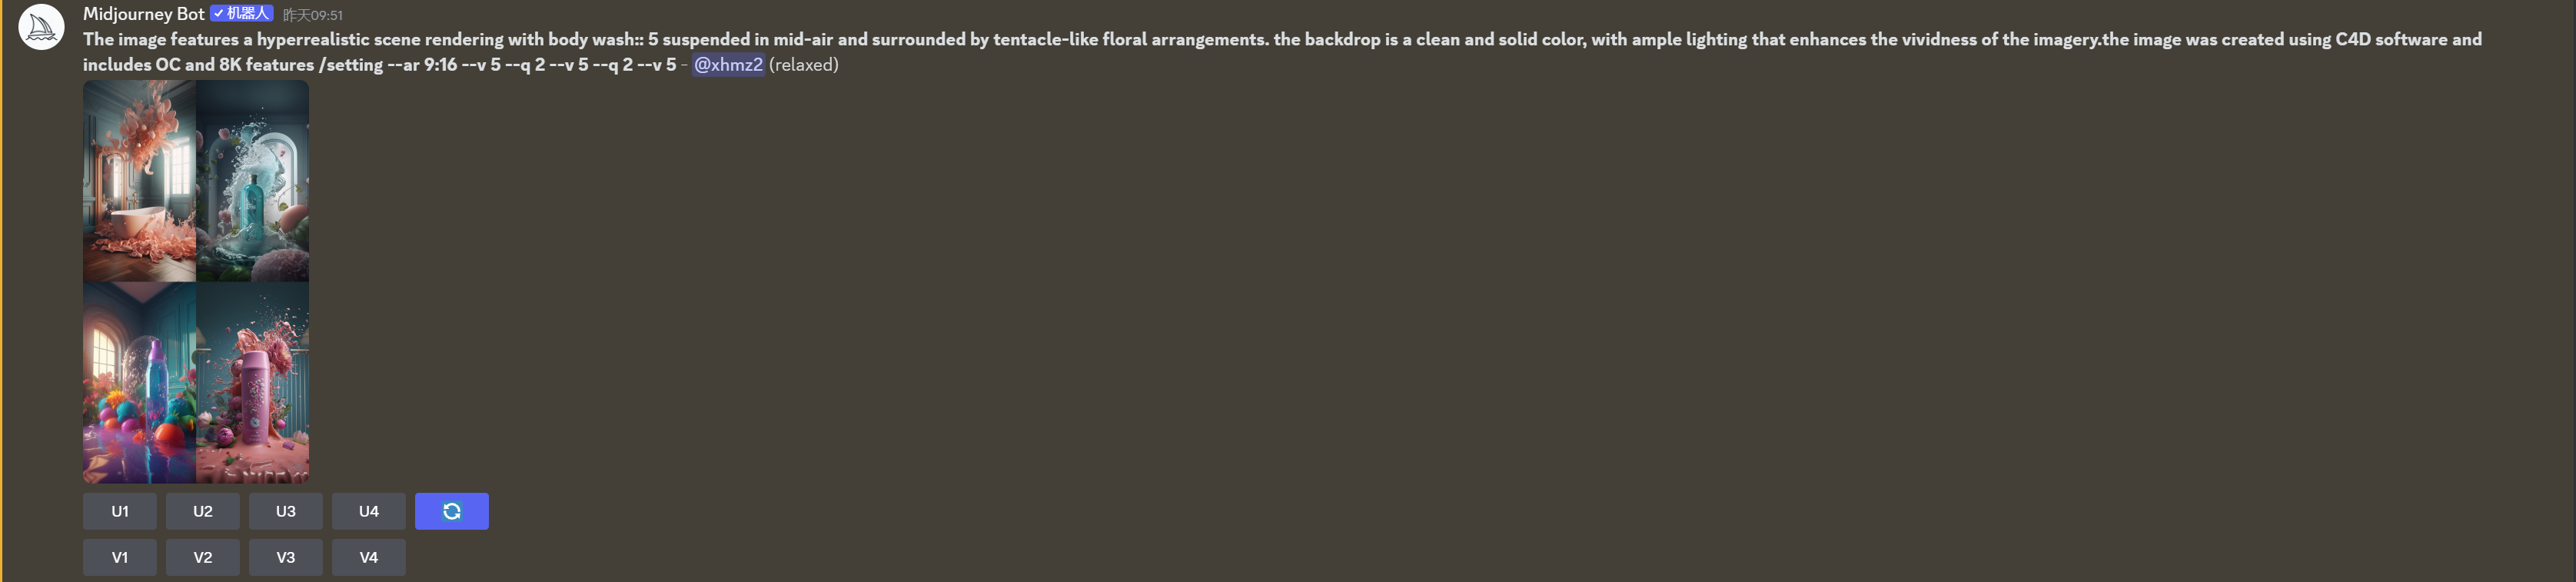 Midjourney Bot ✓ 机器人 昨天09:51
The image features a hyperrealistic scene rendering with body wash:: 5 suspended in mid-air and surrounded by tentacle-like floral arrangements. the backdrop is a clean and solid color, with ample lighting that enhances the vividness of the imagery.the image was created using C4D software and
includes OC and 8K features /setting --ar 9:16 --v 5 --q 2 --v 5 --q 2 --v 5 - @xhmz2 (relaxed)
U1 U2 U3 U4
V1 V2 V3 V4